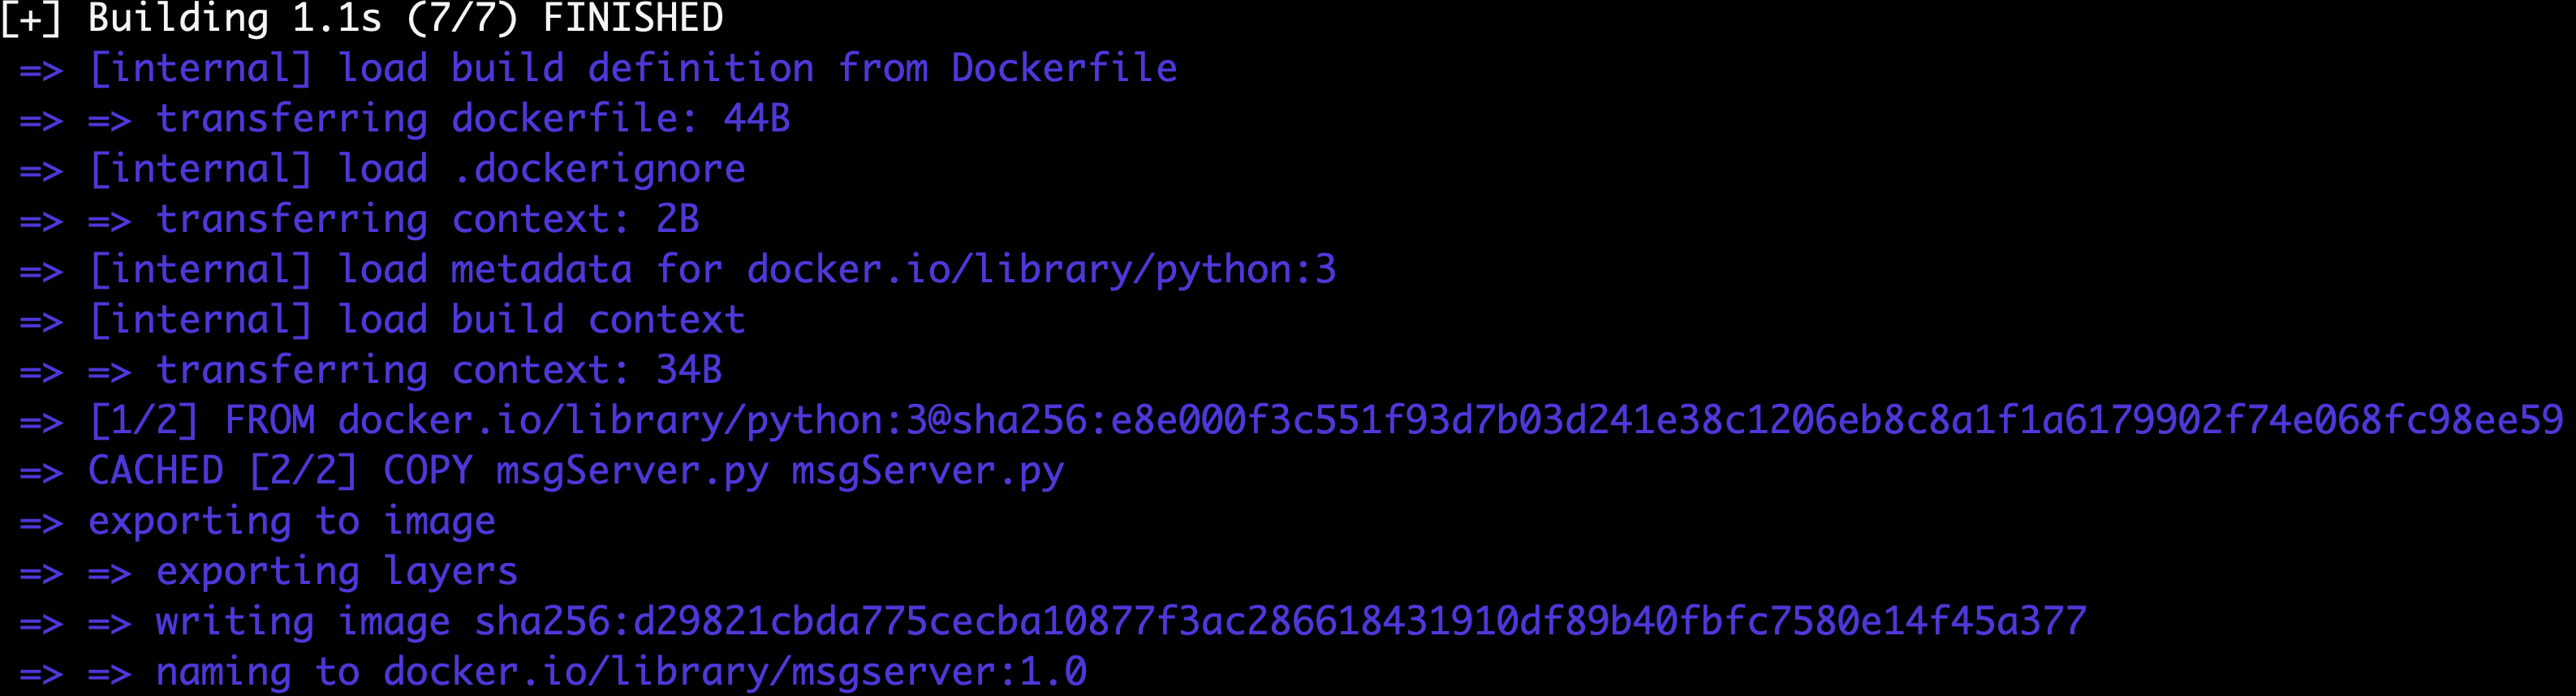 [+] Building 1.1s (7/7) FINISHED
=> [internal] load build definition from Dockerfile
=> => transferring dockerfile: 44B
=> [internal] load .dockerignore
=> => transferring context: 2B
=> [internal] load metadata for docker.io/library/python:3
=> [internal] load build context
=> => transferring context: 34B
=> [1/2] FROM docker.io/library/python:3@sha256:e8e000f3c551f93d7b03d241e38c1206eb8c8a1f1a6179902f74e068fc98ee59
=> CACHED [2/2] COPY msgServer.py msgServer.py
=> exporting to image
=> => exporting layers
=> => writing image sha256:d29821cbda775cecba10877f3ac286618431910df89b40fbfc7580e14f45a377
=> => naming to docker.io/library/msgserver:1.0